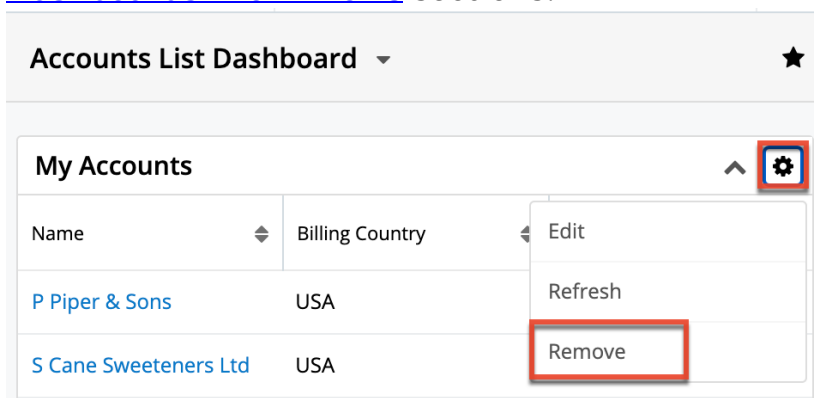 Accounts List Dashboard
My Accounts
Name Billing Country Edit
P Piper & Sons USA Refresh
S Cane Sweeteners Ltd USA Remove